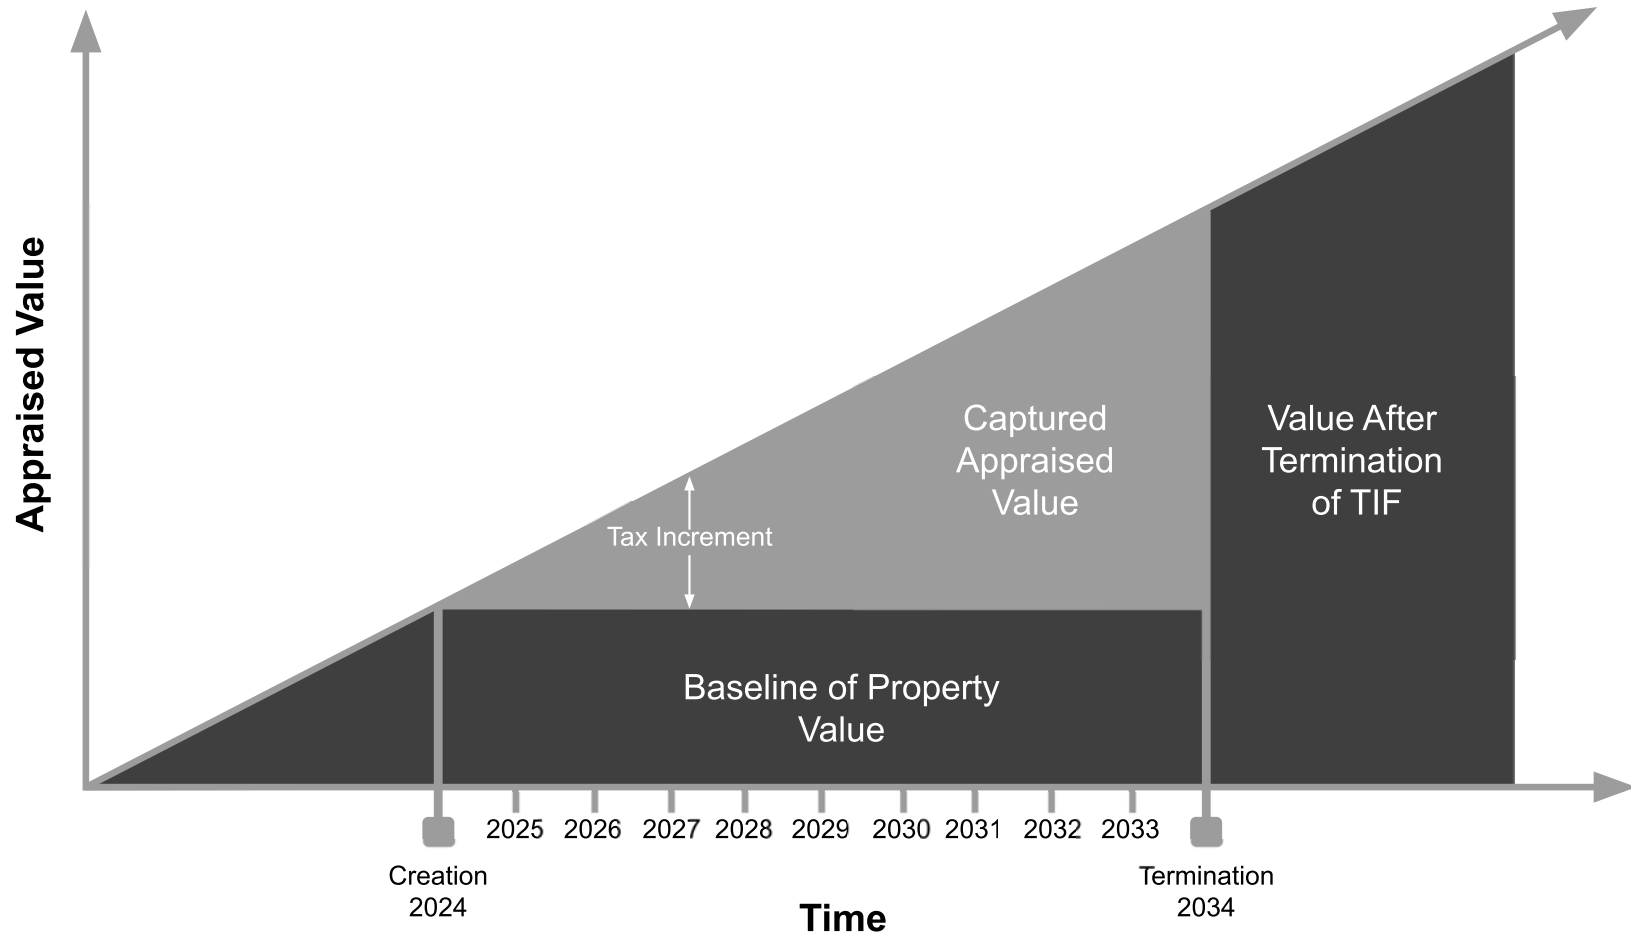 Appraised Value
Captured
Appraised
Value
Value After
Termination
of TIF
Tax Increment
Baseline of Property
Value
2025 2026 2027 2028 2029 2030 2031 2032 2033
Creation
2024
Termination
2034
Time